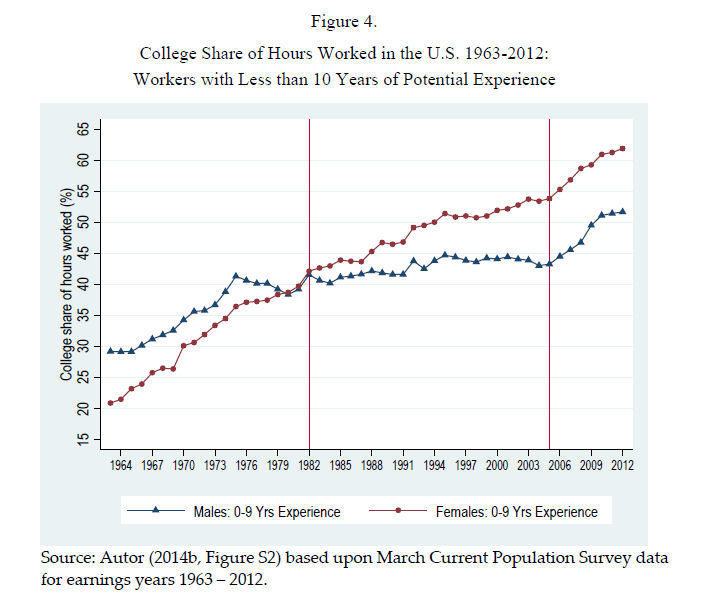 Figure 4.
College Share of Hours Worked in the U.S. 1963-2012:
Workers with Less than 10 Years of Potential Experience
College share of hours worked (%)
65
60
55
50
45
40
35
30
25
20
15
1964 1967 1970 1973 1976 1979 1982 1985 1988 1991 1994 1997 2000 2003 2006 2009 2012
Males: 0-9 Yrs Experience Females: 0-9 Yrs Experience
Source: Autor (2014b, Figure S2) based upon March Current Population Survey data
for earnings years 1963 – 2012.